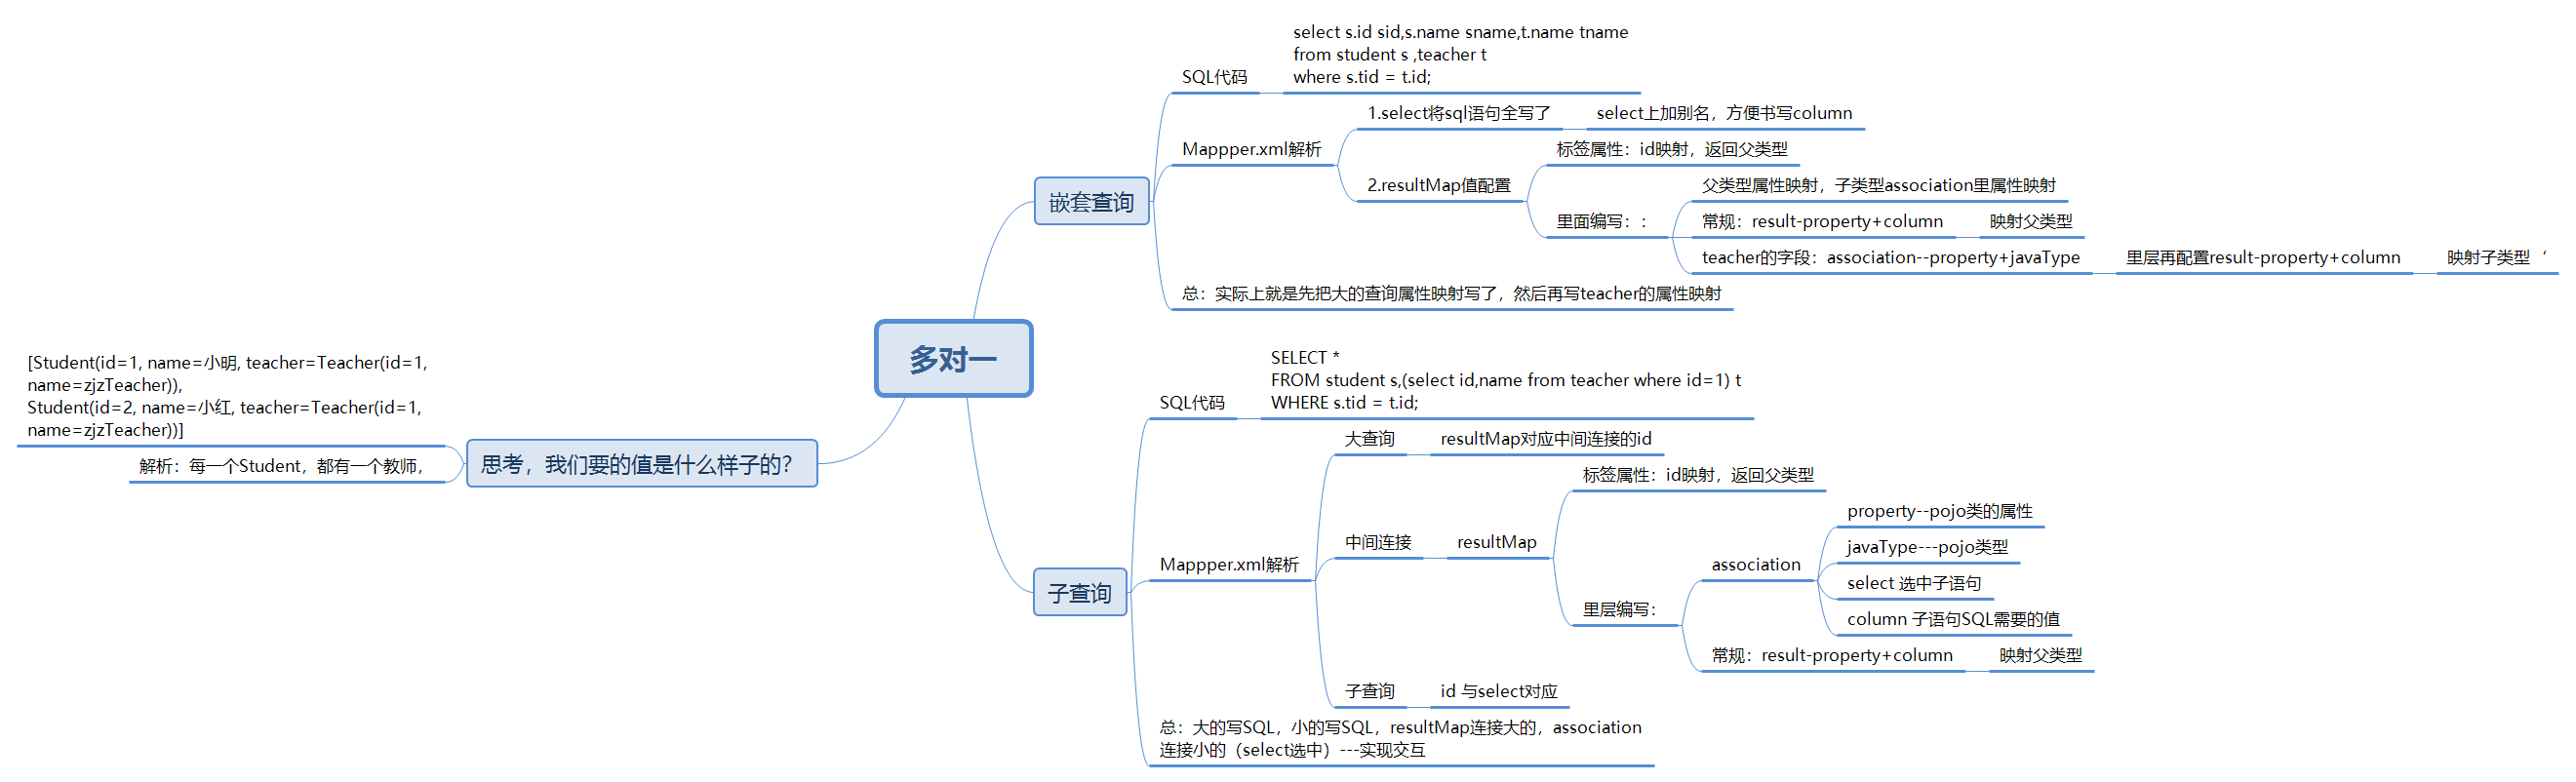 多对一
嵌套查询
SQL代码
select s.id sid,s.name sname,t.name tname
from student s ,teacher t
where s.tid = t.id;
Mappper.xml解析
1.select将sql语句全写了
select上加别名，方便书写column
2.resultMap值配置
标签属性：id映射，返回父类型
里面编写：:
父类型属性映射，子类型association里属性映射
常规：result-property+column
映射父类型
teacher的字段：association--property+javaType
里层再配置result-property+column
映射子类型  ‘
总：实际上就是先把大的查询属性映射写了，然后再写teacher的属性映射
子查询
SQL代码
SELECT *
FROM student s,(select id,name from teacher where id=1) t
WHERE s.tid = t.id;
Mappper.xml解析
大查询
resultMap对应中间连接的id
中间连接
resultMap
标签属性：id映射，返回父类型
里层编写：
association
property--pojo类的属性
javaType---pojo类型
select 选中子语句
column 子语句SQL需要的值
常规：result-property+column
映射父类型
子查询
id 与select对应
总：大的写SQL，小的写SQL，resultMap连接大的，association
连接小的（select选中）---实现交互
思考，我们要的值是什么样子的？
[Student(id=1, name=小明, teacher=Teacher(id=1,
name=zjzTeacher)),
Student(id=2, name=小红, teacher=Teacher(id=1,
name=zjzTeacher))]
解析：每一个Student，都有一个教师，